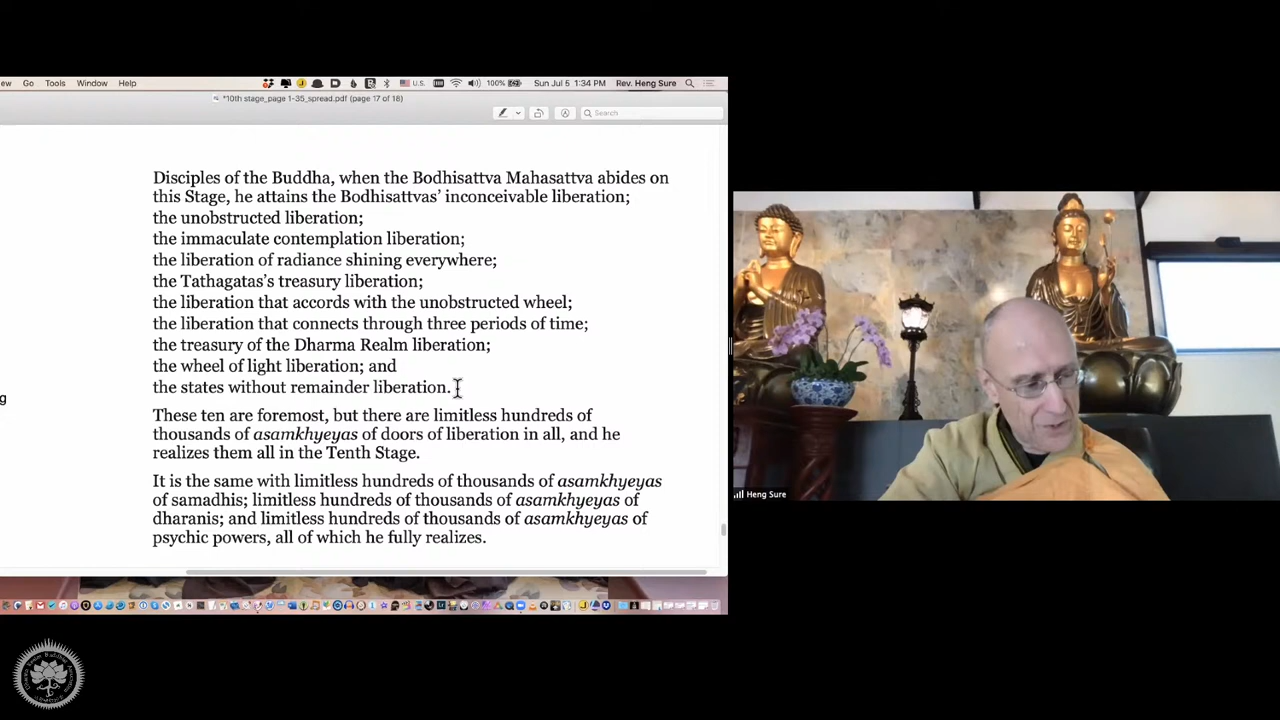 ew Go Tools Window Help U.S. 100% Sun Jul 5 1:34 PM Rev. Heng Sure
*10th stage_page 1-35_spread.pdf (page 17 of 18)
Search
Disciples of the Buddha, when the Bodhisattva Mahasattva abides on
this Stage, he attains the Bodhisattvas’ inconceivable liberation;
the unobstructed liberation;
the immaculate contemplation liberation;
the liberation of radiance shining everywhere;
the Tathagatas’s treasury liberation;
the liberation that accords with the unobstructed wheel;
the liberation that connects through three periods of time;
the treasury of the Dharma Realm liberation;
the wheel of light liberation; and
the states without remainder liberation.
g
These ten are foremost, but there are limitless hundreds of
thousands of asamkhyeyas of doors of liberation in all, and he
realizes them all in the Tenth Stage.
It is the same with limitless hundreds of thousands of asamkhyeyas
of samadhis; limitless hundreds of thousands of asamkhyeyas of
dharanis; and limitless hundreds of thousands of asamkhyeyas of
psychic powers, all of which he fully realizes.
Heng Sure